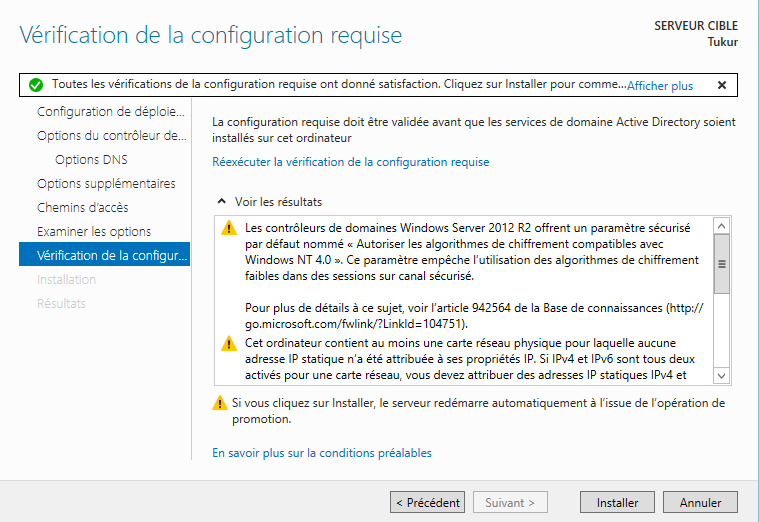 Vérification de la configuration requise
SERVEUR CIBLE
Tukur
Toutes les vérifications de la configuration requise ont donné satisfaction. Cliquez sur Installer pour comme... Afficher plus
Configuration de déploie...
Options du contrôleur de...
Options DNS
Options supplémentaires
Chemins d'accès
Examiner les options
Vérification de la configur...
Installation
Résultats
La configuration requise doit être validée avant que les services de domaine Active Directory soient
installés sur cet ordinateur
Réexécuter la vérification de la configuration requise
Voir les résultats
Les contrôleurs de domaines Windows Server 2012 R2 offrent un paramètre sécurisé
par défaut nommé « Autoriser les algorithmes de chiffrement compatibles avec
Windows NT 4.0 ». Ce paramètre empêche l'utilisation des algorithmes de chiffrement
faibles dans des sessions sur canal sécurisé.
Pour plus de détails à ce sujet, voir l'article 942564 de la Base de connaissances (http://
go.microsoft.com/fwlink/?LinkId=104751).
Cet ordinateur contient au moins une carte réseau physique pour laquelle aucune
adresse IP statique n'a été attribuée à ses propriétés IP. Si IPv4 et IPv6 sont tous deux
activés pour une carte réseau, vous devez attribuer des adresses IP statiques IPv4 et
Si vous cliquez sur Installer, le serveur redémarre automatiquement à l'issue de l'opération de
promotion.
En savoir plus sur la conditions préalables
< Précédent
Suivant >
Installer
Annuler